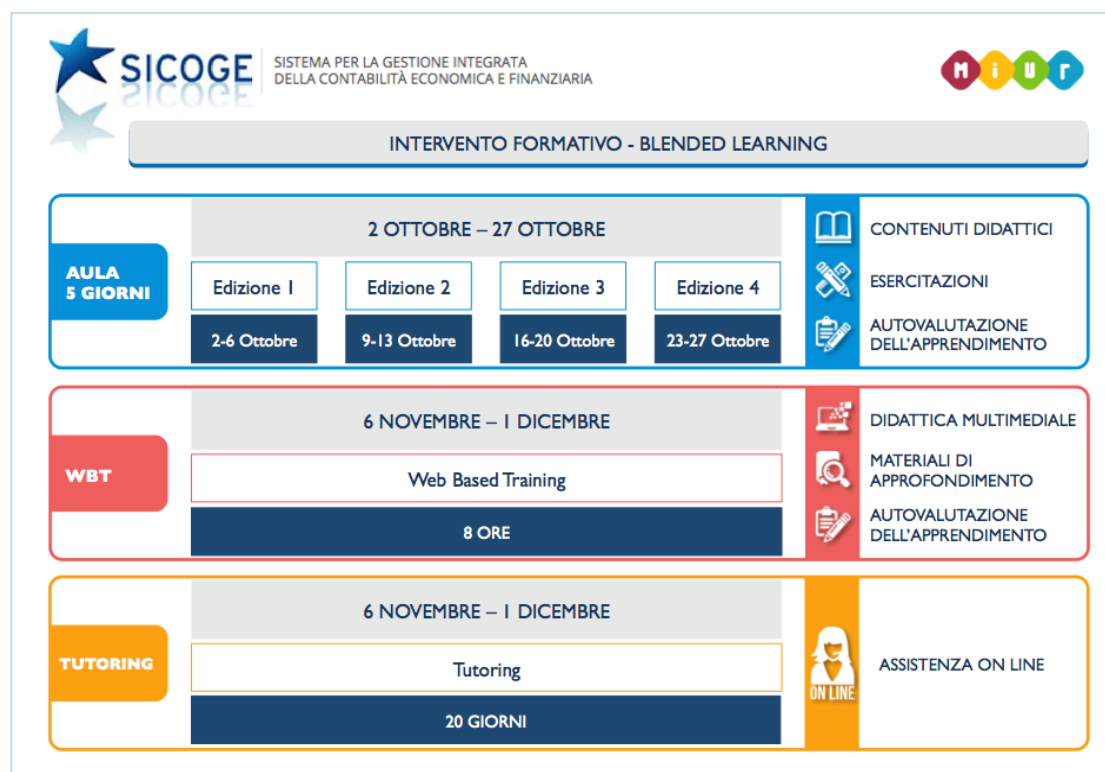 SICOGE
SISTEMA PER LA GESTIONE INTEGRATA
DELLA CONTABILITÀ ECONOMICA E FINANZIARIA
MIUr
INTERVENTO FORMATIVO - BLENDED LEARNING
AULA
5 GIORNI
2 OTTOBRE – 27 OTTOBRE
Edizione 1
Edizione 2
Edizione 3
Edizione 4
2-6 Ottobre
9-13 Ottobre
16-20 Ottobre
23-27 Ottobre
CONTENUTI DIDATTICI
ESERCITAZIONI
AUTOVALUTAZIONE
DELL'APPRENDIMENTO
WBT
6 NOVEMBRE – 1 DICEMBRE
Web Based Training
8 ORE
DIDATTICA MULTIMEDIALE
MATERIALI DI
APPROFONDIMENTO
AUTOVALUTAZIONE
DELL'APPRENDIMENTO
TUTORING
6 NOVEMBRE – 1 DICEMBRE
Tutoring
20 GIORNI
ON LINE
ASSISTENZA ON LINE